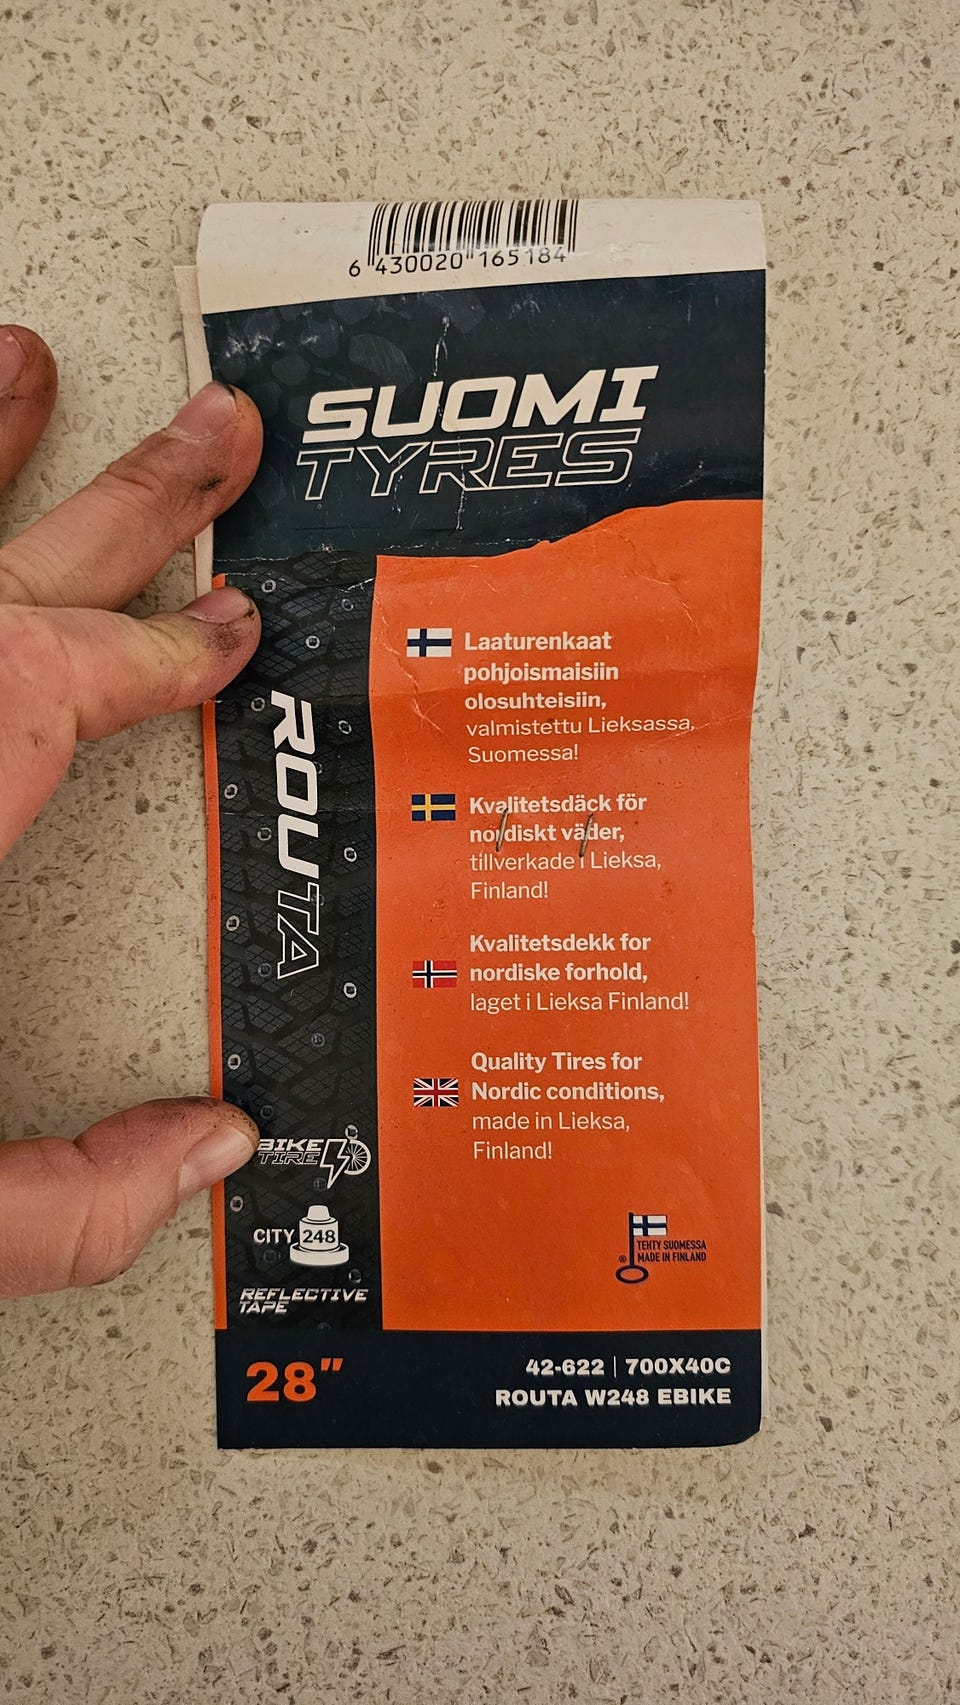 6 430020 165184
SUOMI
TYRES
Laaturenkaat
pohjoismaisiin
olosuhteisiin,
valmistettu Lieksassa,
Suomessa!
Kvalitetsdäck för
nordiskt väder,
tillverkade i Lieksa,
Finland!
Kvalitetsdekk for
nordiske forhold,
laget i Lieksa Finland!
Quality Tires for
Nordic conditions,
made in Lieksa,
Finland!
ROUTA
BIKE
TIRE
CITY 248
REFLECTIVE
TAPE
® TEHTY SUOMESSA
MADE IN FINLAND
28"
42-622 | 700X40C
ROUTA W248 EBIKE